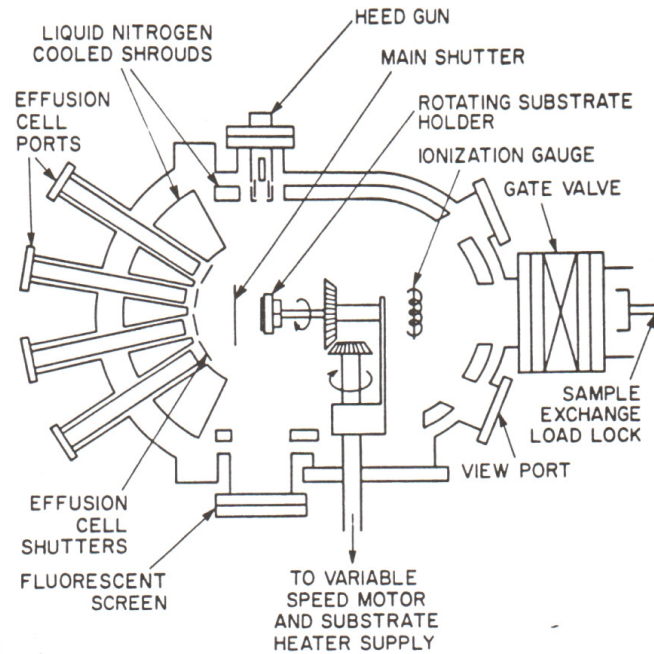 HEED GUN
LIQUID NITROGEN
COOLED SHROUDS
MAIN SHUTTER
EFFUSION
CELL
PORTS
ROTATING SUBSTRATE
HOLDER
IONIZATION GAUGE
GATE VALVE
SAMPLE
EXCHANGE
LOAD LOCK
VIEW PORT
EFFUSION
CELL
SHUTTERS
FLUORESCENT
SCREEN
TO VARIABLE
SPEED MOTOR
AND SUBSTRATE
HEATER SUPPLY